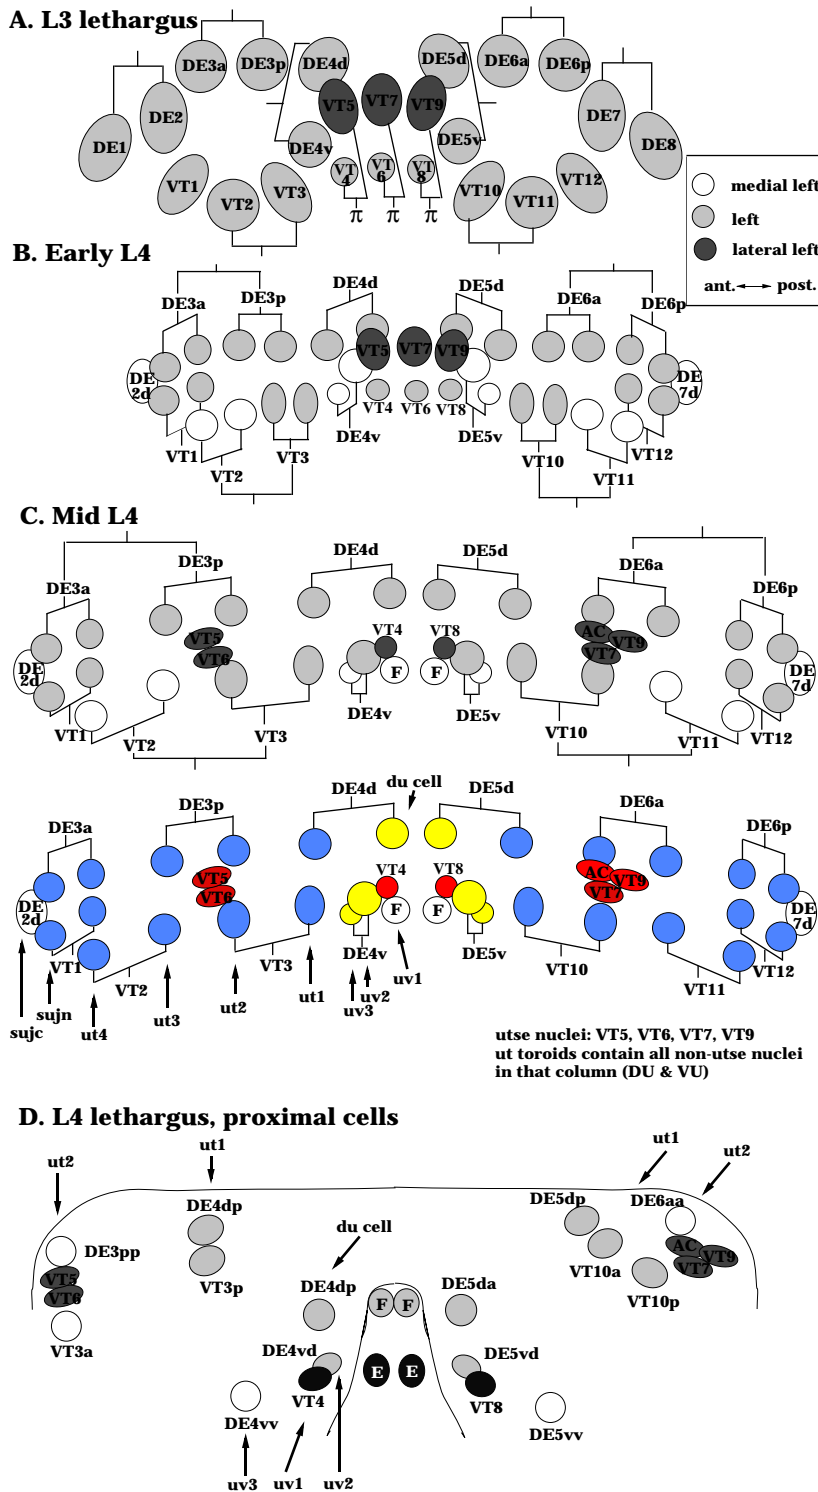 A. L3 lethargus
DE3a DE3p DE4d DE5d DE6a DE6p
VT5 VT7 VT9
DE1 DE2 DE7 DE8
DE4v DE5v
VT1 VT2 VT3 VT4 VT6 VT8 VT10 VT11 VT12
π π π
medial left
left
lateral left
ant. ↔ post.
B. Early L4
DE3a DE3p DE4d DE5d DE6a DE6p
VT5 VT7 VT9
DE 2d DE 7d
VT4 VT6 VT8
DE4v DE5v
VT1 VT2 VT3 VT10 VT11 VT12
C. Mid L4
DE3a DE3p DE4d DE5d DE6a DE6p
VT5 VT6 VT4 VT8 AC VT9 VT7
DE 2d F F DE 7d
DE4v DE5v
VT1 VT2 VT3 VT10 VT11 VT12
du cell
DE3a DE3p DE4d DE5d DE6a DE6p
VT5 VT6 VT4 VT8 AC VT9 VT7
DE 2d F F DE 7d
DE4v DE5v
VT1 VT2 VT3 VT10 VT11 VT12
sujc sujn ut4 ut3 ut2 ut1 uv3 uv2 uv1
utse nuclei: VT5, VT6, VT7, VT9
ut toroids contain all non-utse nuclei
in that column (DU & VU)
D. L4 lethargus, proximal cells
ut2 ut1 ut1 ut2
DE4dp DE5dp DE6aa
du cell
DE3pp
VT5 VT6 AC VT9 VT7
VT3p VT10a VT10p
DE4dp F F DE5da
VT3a
DE4vd E E DE5vd
VT4 VT8
DE4vv DE5vv
uv3 uv1 uv2